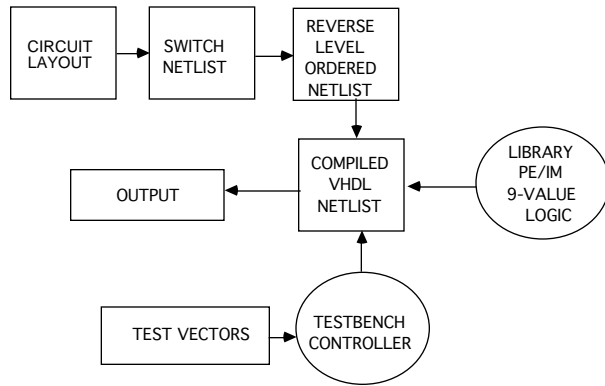 CIRCUIT
LAYOUT
SWITCH
NETLIST
REVERSE
LEVEL
ORDERED
NETLIST
COMPILED
VHDL
NETLIST
LIBRARY
PE/IM
9-VALUE
LOGIC
OUTPUT
TEST VECTORS
TESTBENCH
CONTROLLER